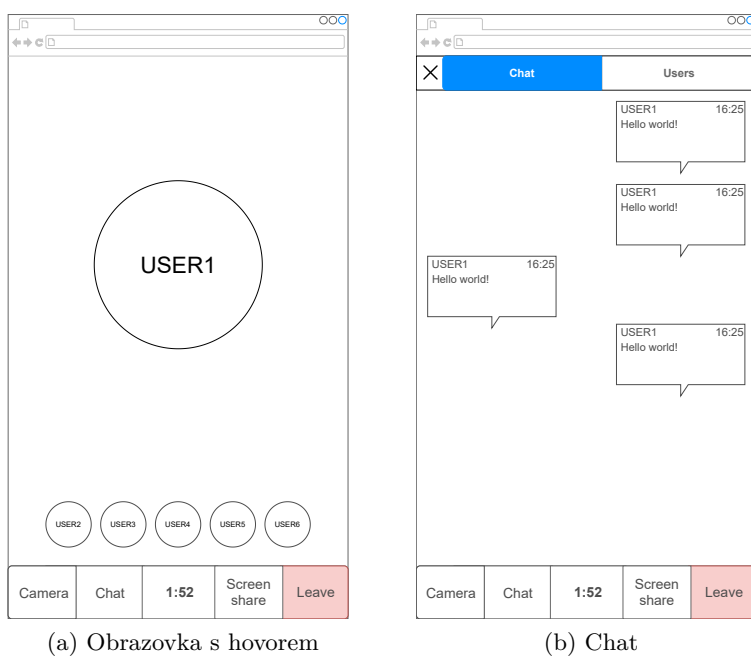 USER1
USER2
USER3
USER4
USER5
USER6
Camera
Chat
1:52
Screen
share
Leave
(a) Obrazovka s hovorem
Chat
Users
USER1 16:25
Hello world!
USER1 16:25
Hello world!
USER1 16:25
Hello world!
USER1 16:25
Hello world!
Camera
Chat
1:52
Screen
share
Leave
(b) Chat